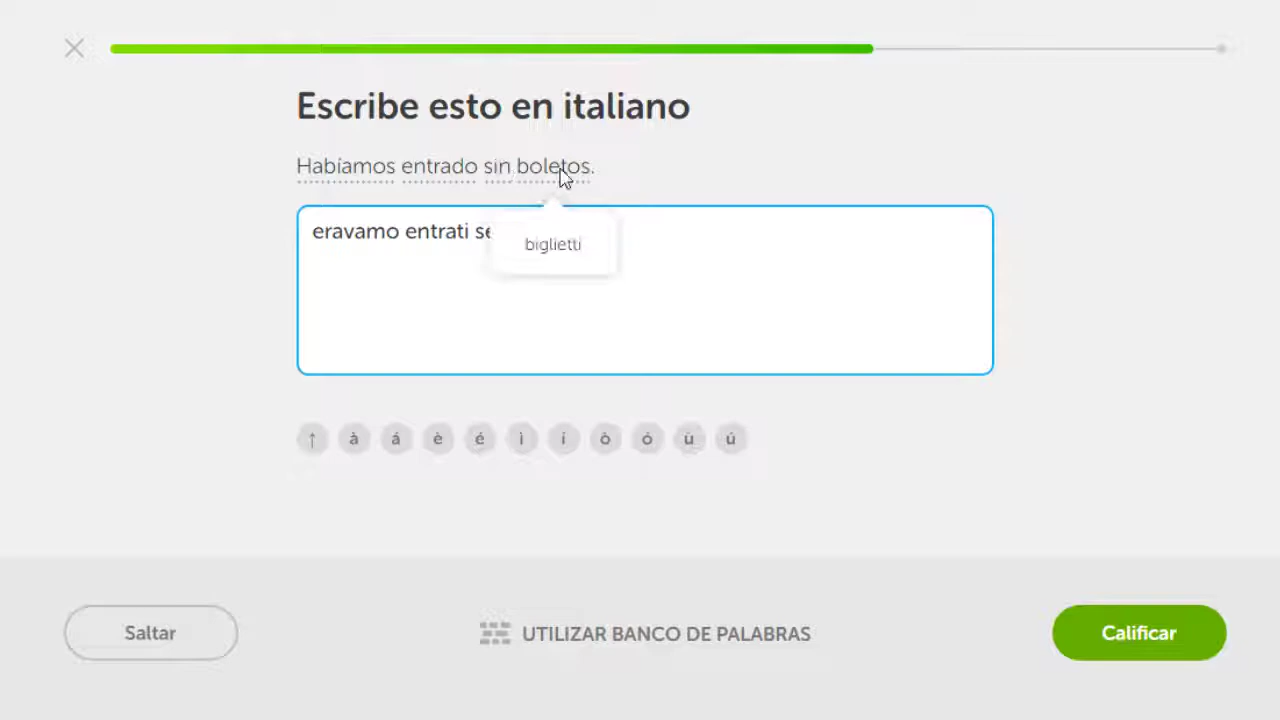 Escribe esto en italiano
Habíamos entrado sin boletos.
eravamo entrati se
biglietti
↑ à á è é ì í ò ó ù ú
Saltar
UTILIZAR BANCO DE PALABRAS
Calificar